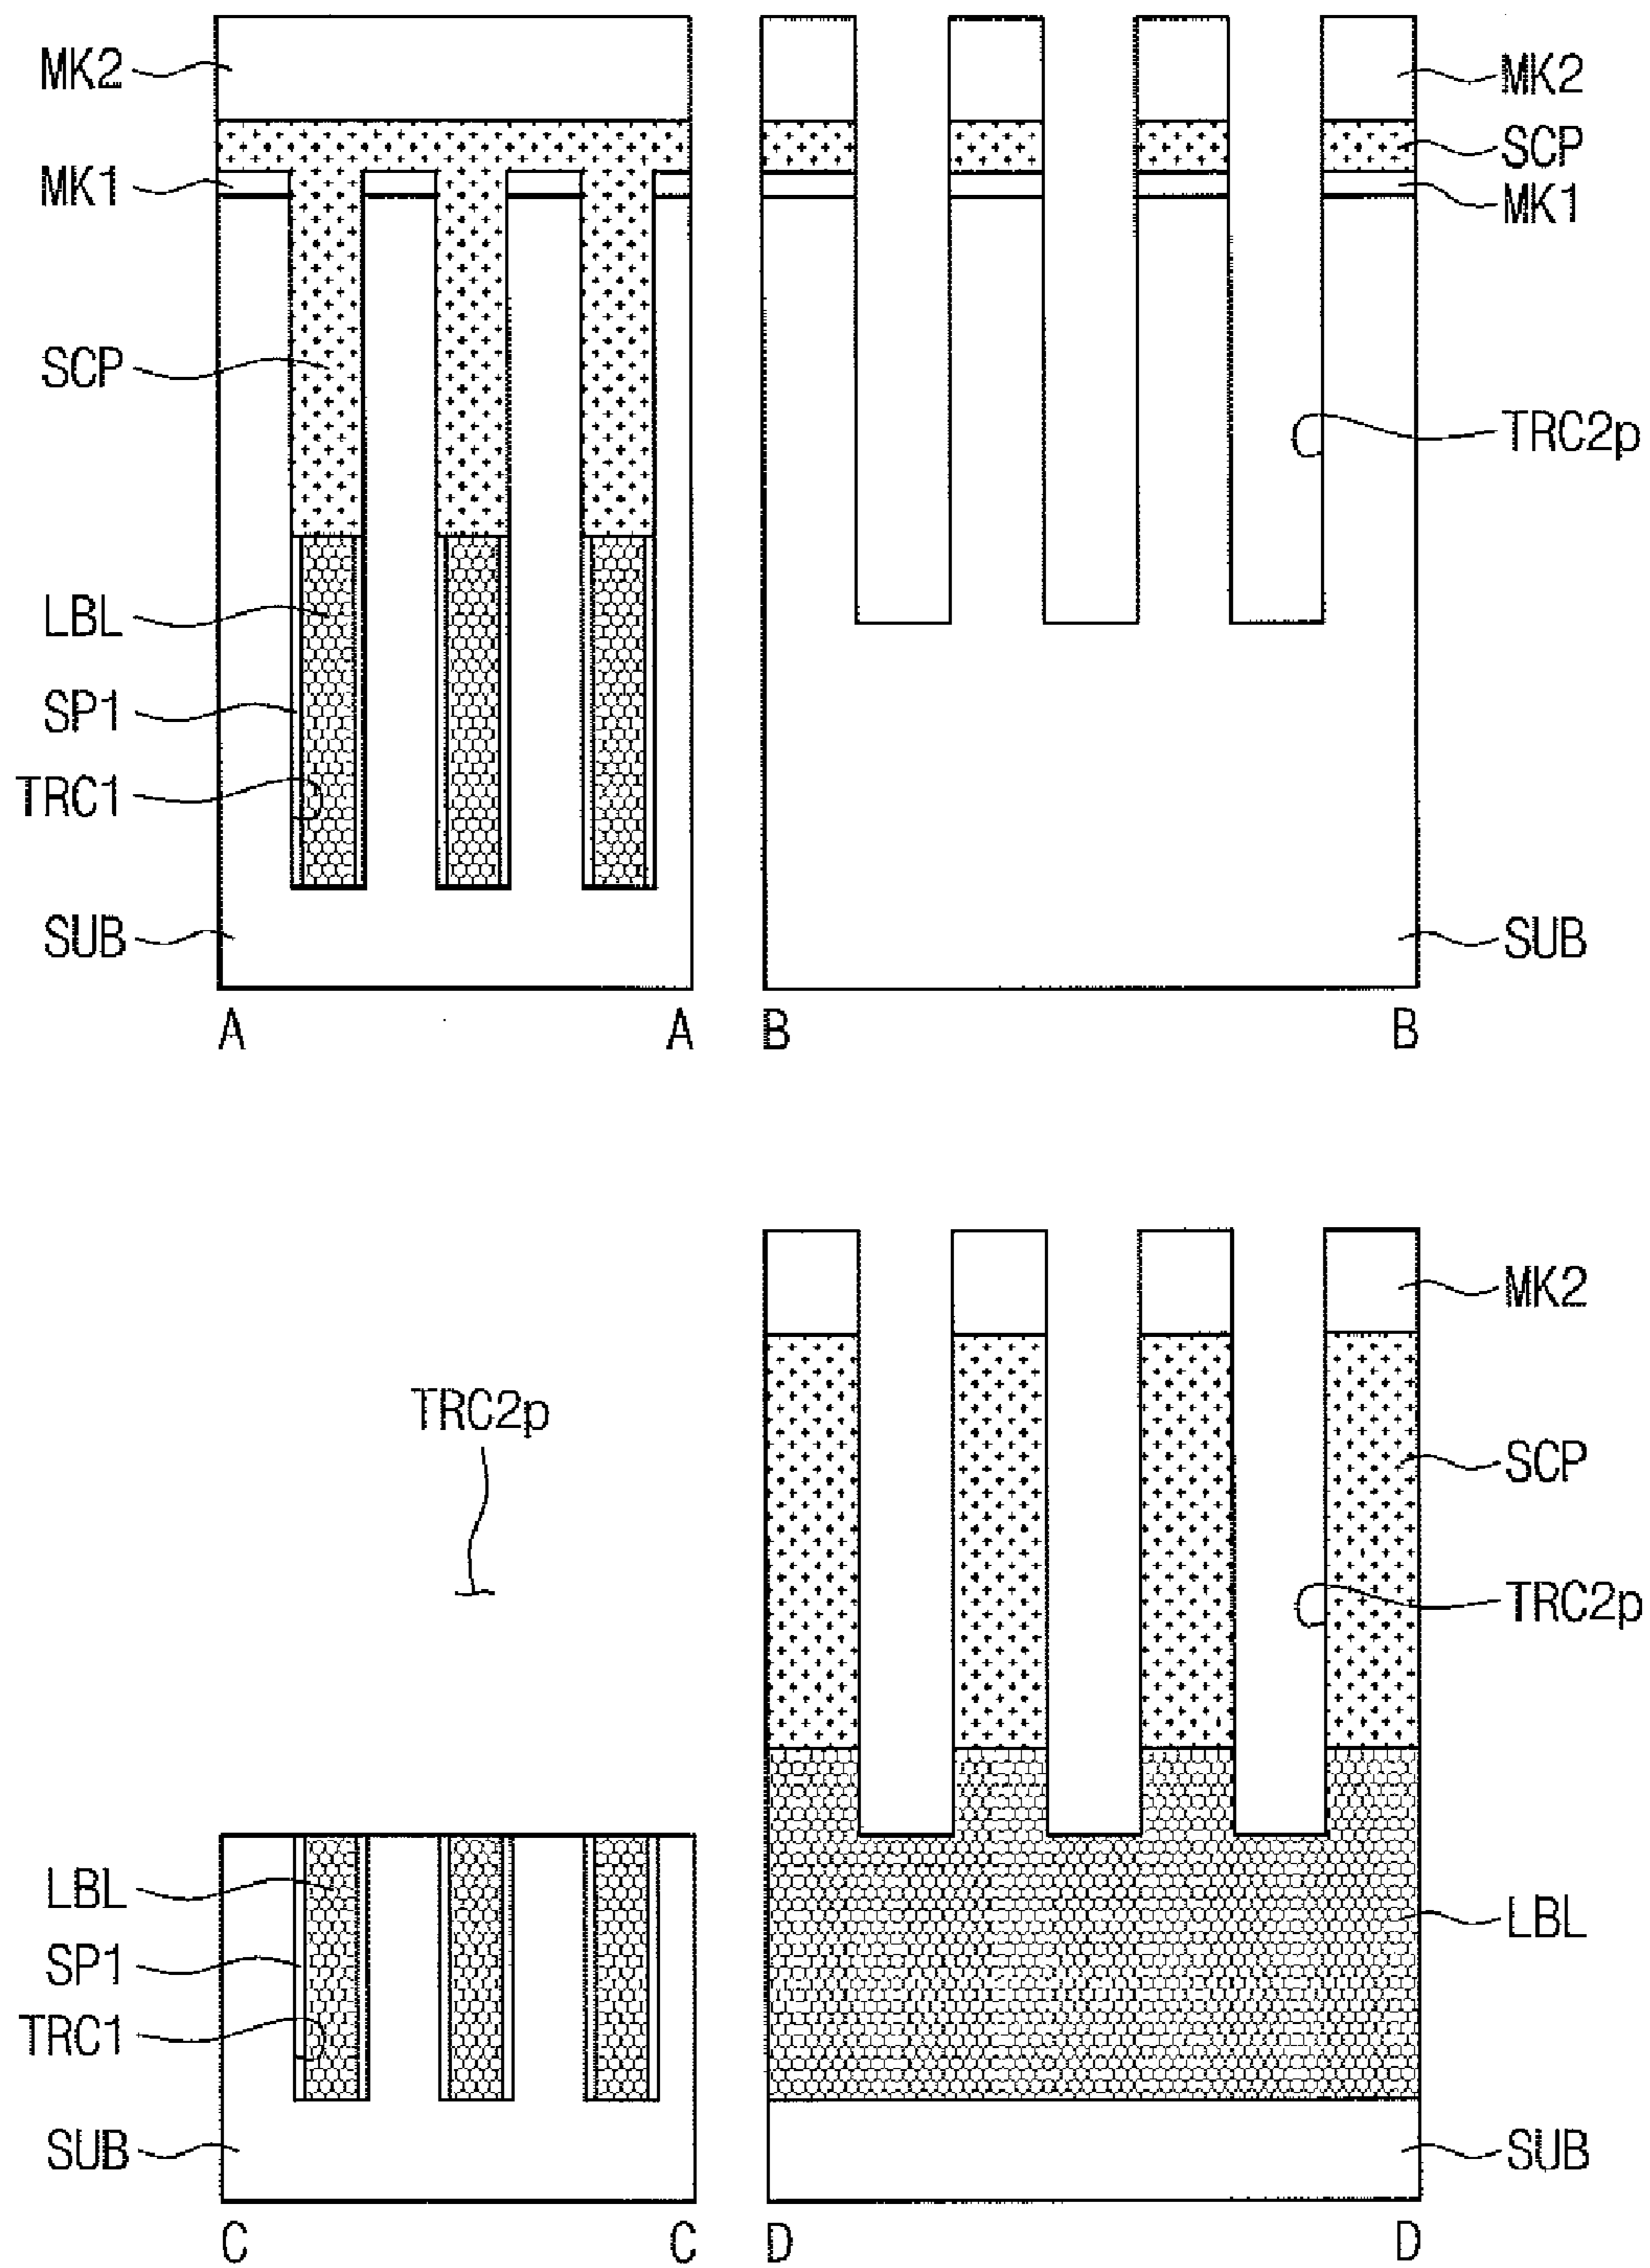 MK2
MK1
SCP
LBL
SP1
TRC1
SUB
A A
MK2
SCP
MK1
TRC2p
SUB
B B
TRC2p
LBL
SP1
TRC1
SUB
C C
MK2
SCP
TRC2p
LBL
SUB
D D